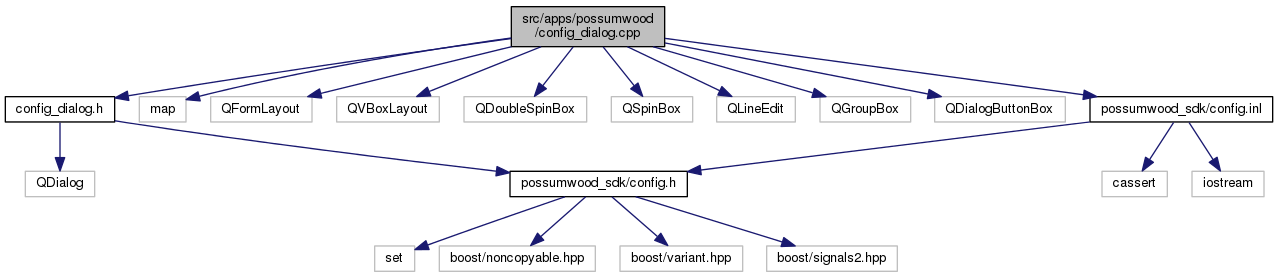 src/apps/possumwood
/config_dialog.cpp
config_dialog.h
map
QFormLayout
QVBoxLayout
QDoubleSpinBox
QSpinBox
QLineEdit
QGroupBox
QDialogButtonBox
possumwood_sdk/config.inl
QDialog
possumwood_sdk/config.h
cassert
iostream
set
boost/noncopyable.hpp
boost/variant.hpp
boost/signals2.hpp